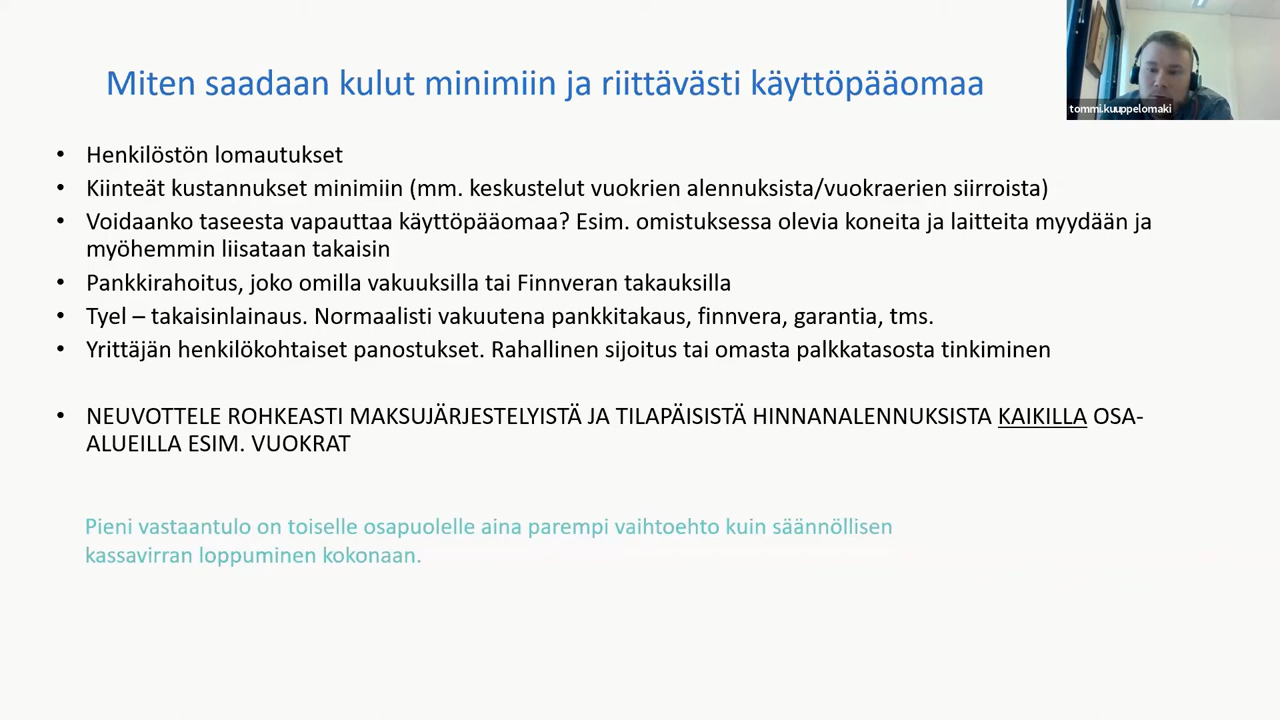 Miten saadaan kulut minimiin ja riittävästi käyttöpääomaa
tommi.kuuppelomaki
• Henkilöstön lomautukset
• Kiinteät kustannukset minimiin (mm. keskustelut vuokrien alennuksista/vuokraerien siirroista)
• Voidaanko taseesta vapauttaa käyttöpääomaa? Esim. omistuksessa olevia koneita ja laitteita myydään ja
myöhemmin liisataan takaisin
• Pankkirahoitus, joko omilla vakuuksilla tai Finnveran takauksilla
• Tyel – takaisinlainaus. Normaalisti vakuutena pankkitakaus, finnvera, garantia, tms.
• Yrittäjän henkilökohtaiset panostukset. Rahallinen sijoitus tai omasta palkkatasosta tinkiminen
• NEUVOTTELE ROHKEASTI MAKSUJÄRJESTELYISTÄ JA TILAPÄISISTÄ HINNANALENNUKSISTA KAIKILLA OSA-
ALUEILLA ESIM. VUOKRAT
Pieni vastaantulo on toiselle osapuolelle aina parempi vaihtoehto kuin säännöllisen
kassavirran loppuminen kokonaan.